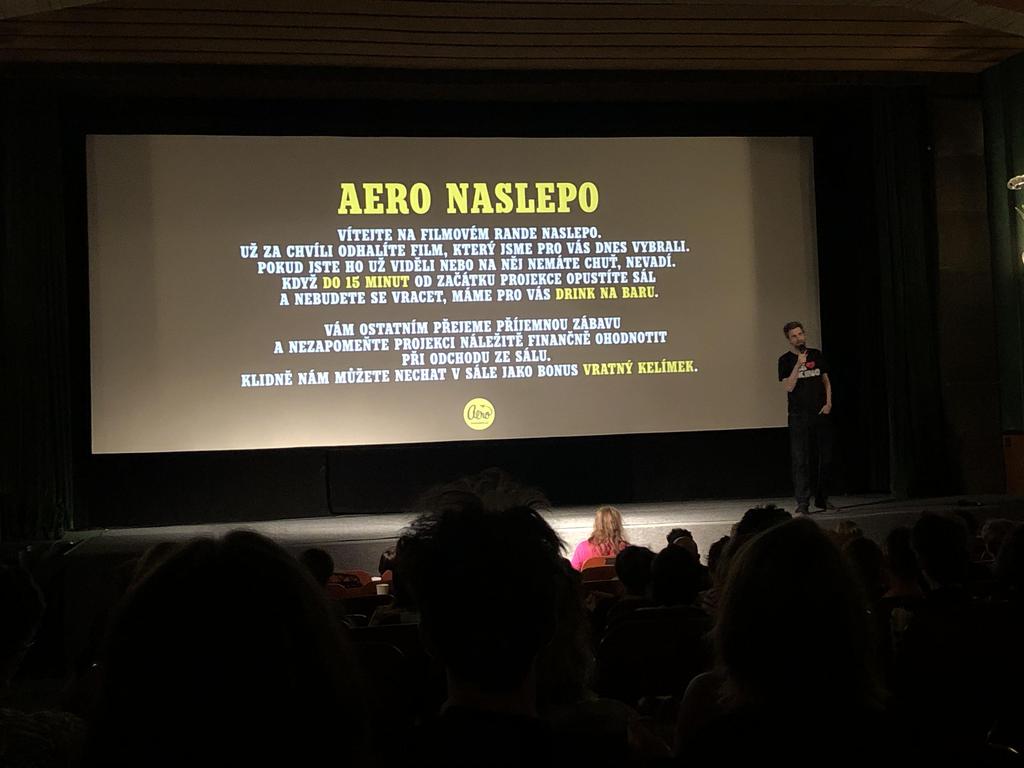 AERO NASLEPO
VÍTEJTE NA FILMOVÉM RANDE NASLEPO.
UŽ ZA CHVÍLI ODHALÍTE FILM, KTERÝ JSME PRO VÁS DNES VYBRALI.
POKUD JSTE HO UŽ VIDĚLI NEBO NA NĚJ NEMÁTE CHUŤ, NEVADÍ.
KDYŽ DO 15 MINUT OD ZAČÁTKU PROJEKCE OPUSTÍTE SÁL
A NEBUDETE SE VRACET, MÁME PRO VÁS DRINK NA BARU.
VÁM OSTATNÍM PŘEJEME PŘÍJEMNOU ZÁBAVU
A NEZAPOMEŇTE PROJEKCI NÁLEŽITĚ FINANČNĚ OHODNOTIT
PŘI ODCHODU ZE SÁLU.
KLIDNĚ NÁM MŮŽETE NECHAT V SÁLE JAKO BONUS VRATNÝ KELÍMEK.
Aero